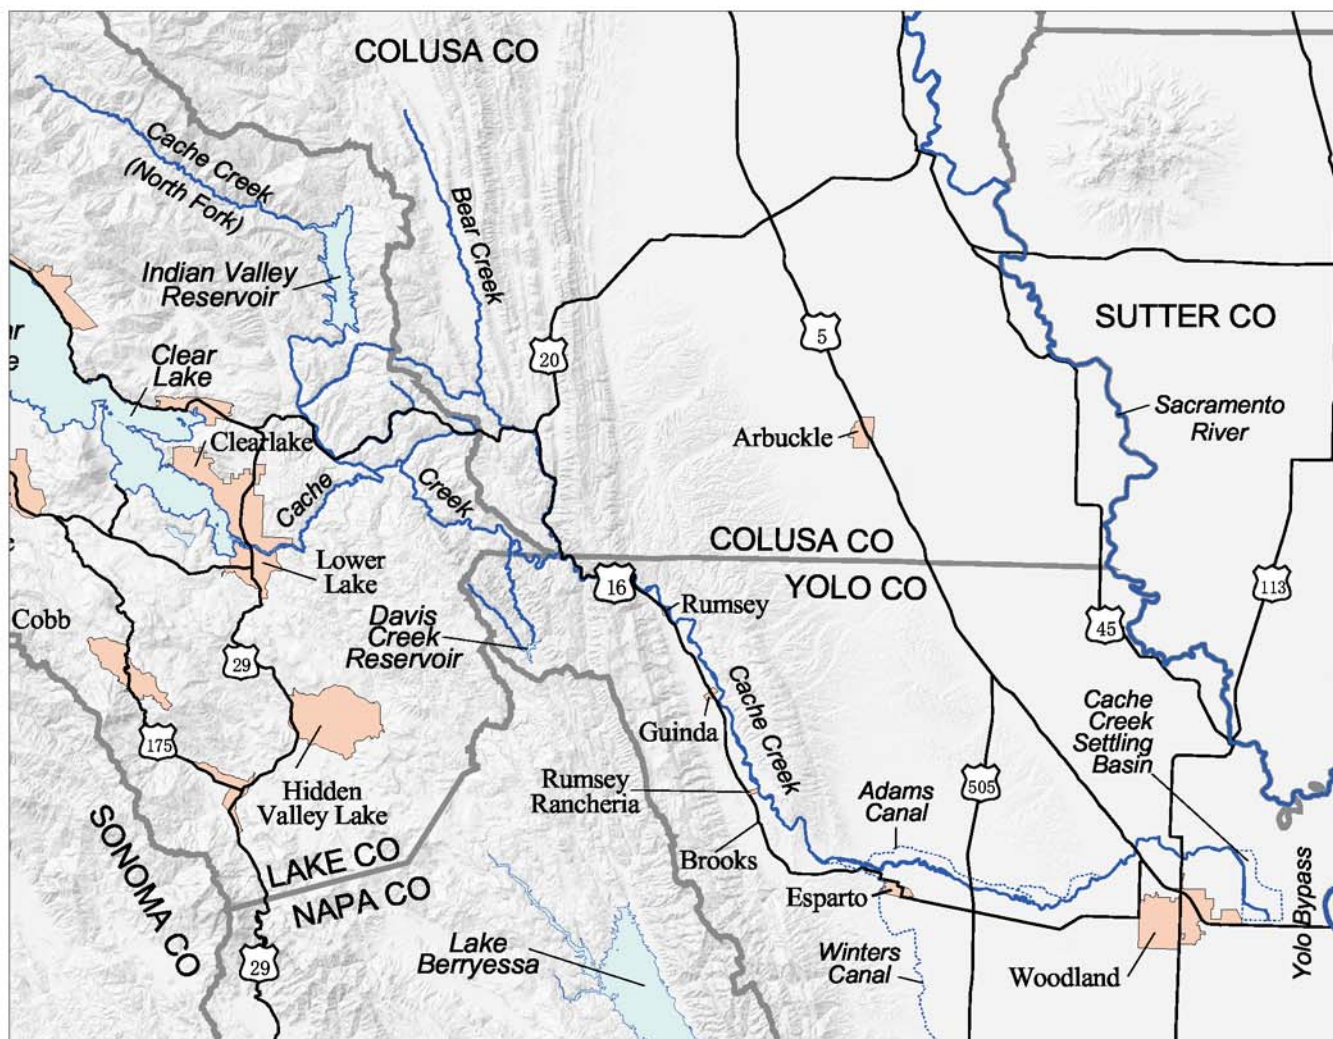 COLUSA CO
Cache Creek
(North Fork)
Bear Creek
Indian Valley
Reservoir
5
SUTTER CO
20
Clear
Lake
Sacramento
River
Clearlake
Arbuckle
Cache
Creek
COLUSA CO
YOLO CO
Lower
Lake
16
113
Rumsey
45
Cobb
Davis
Creek
Reservoir
29
Cache Creek
Cache
Creek
Settling
Basin
Guinda
175
Hidden
Valley Lake
Rumsey
Rancheria
505
Adams
Canal
SONOMA CO
LAKE CO
NAPA CO
Brooks
Esparto
Yolo Bypass
Lake
Berryessa
Winters
Canal
29
Woodland